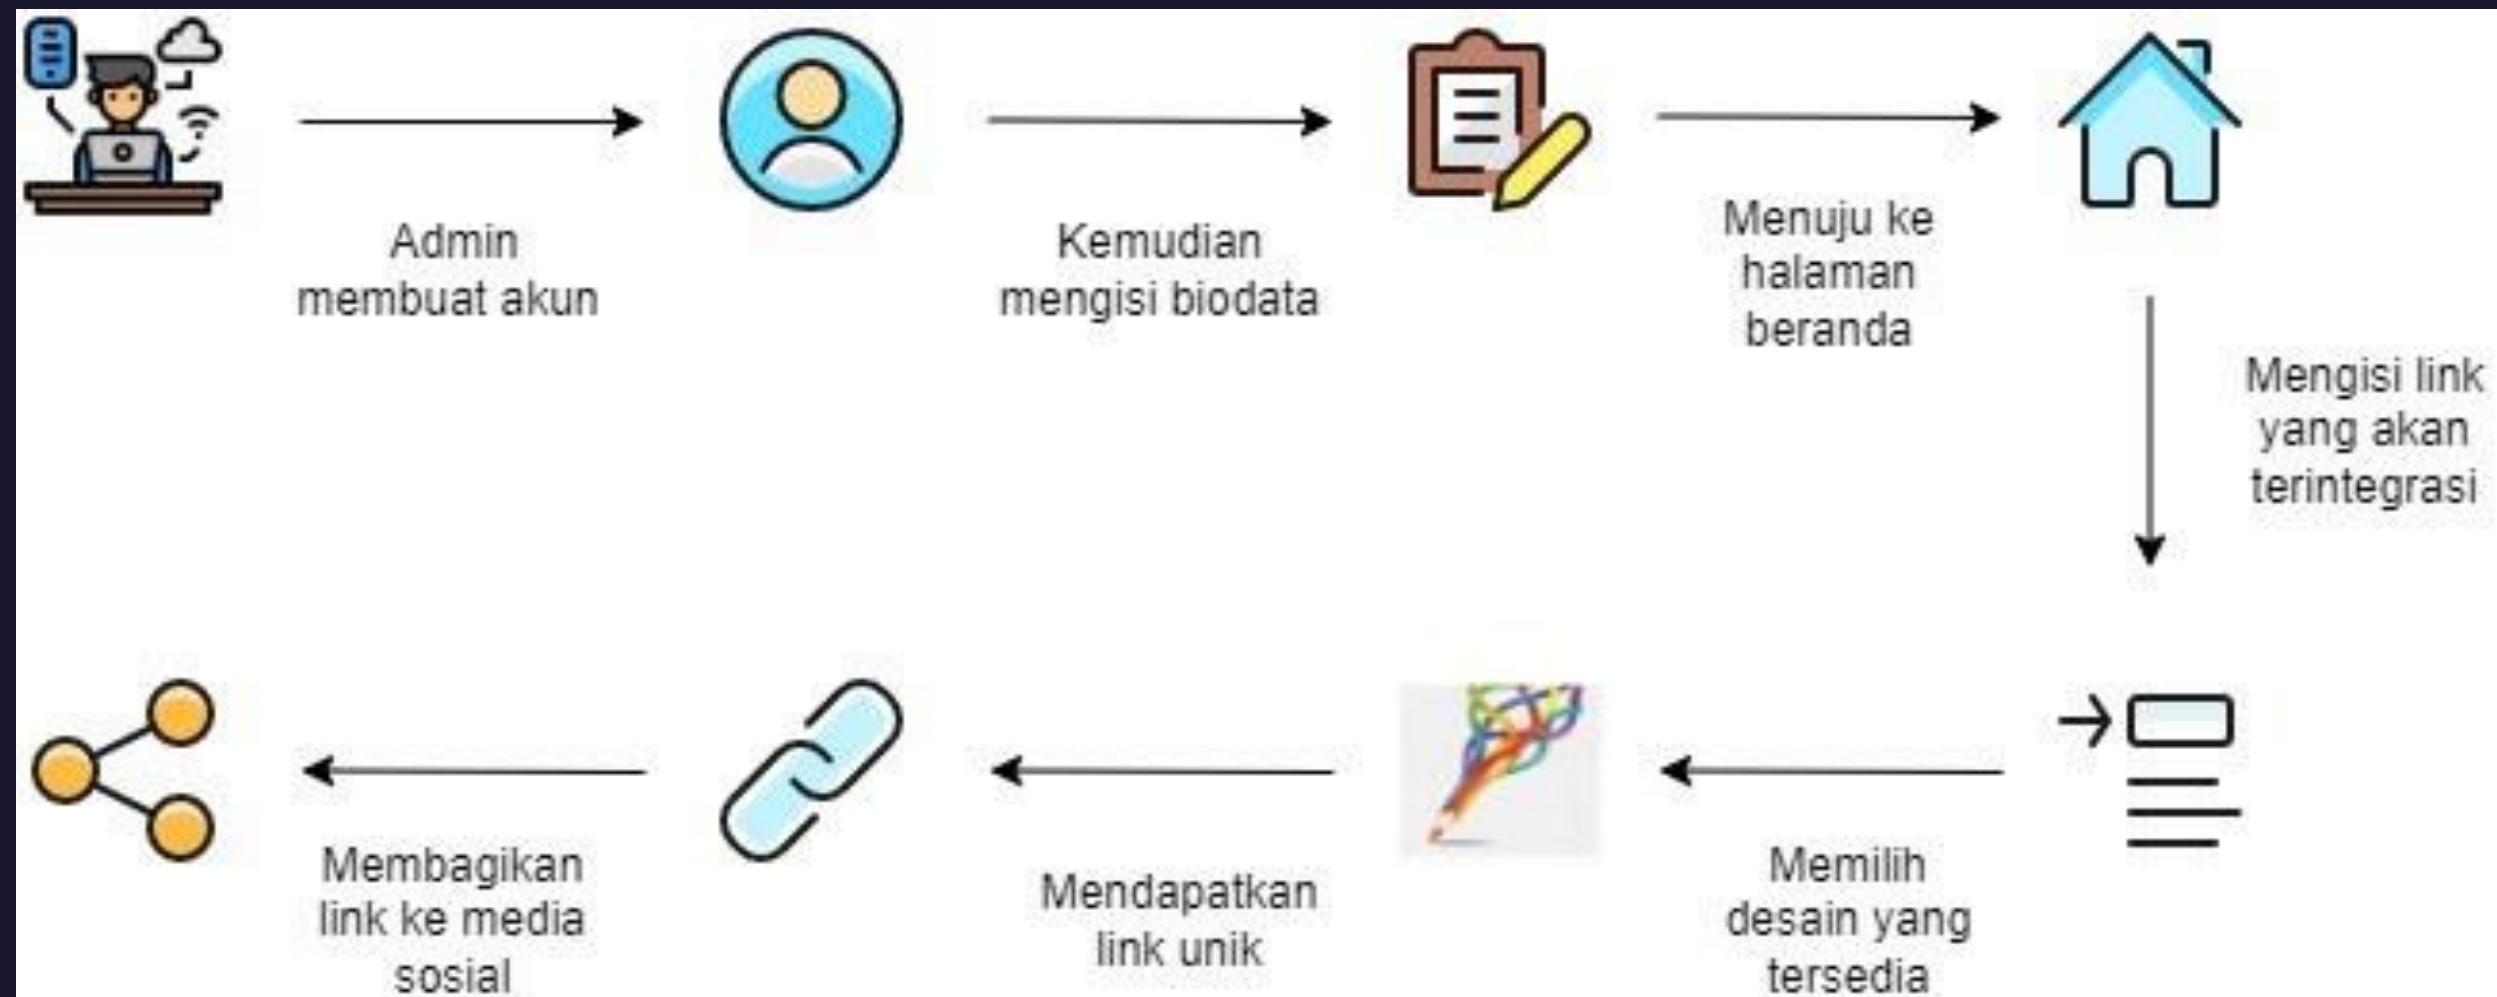 Admin
membuat akun
Kemudian
mengisi biodata
Menuju ke
halaman
beranda
Mengisi link
yang akan
terintegrasi
Memilih
desain yang
tersedia
Mendapatkan
link unik
Membagikan
link ke media
sosial